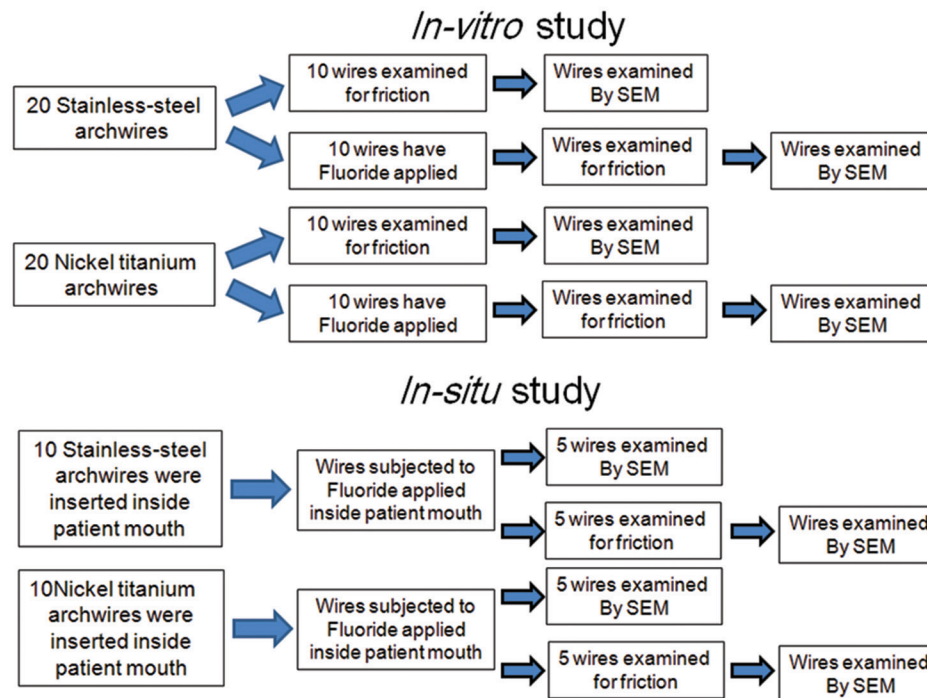 In-vitro study
20 Stainless-steel
archwires
10 wires examined
for friction
Wires examined
By SEM
10 wires have
Fluoride applied
Wires examined
for friction
Wires examined
By SEM
20 Nickel titanium
archwires
10 wires examined
for friction
Wires examined
By SEM
10 wires have
Fluoride applied
Wires examined
for friction
Wires examined
By SEM
In-situ study
10 Stainless-steel
archwires were
inserted inside
patient mouth
Wires subjected to
Fluoride applied
inside patient mouth
5 wires examined
By SEM
5 wires examined
for friction
Wires examined
By SEM
10Nickel titanium
archwires were
inserted inside
patient mouth
Wires subjected to
Fluoride applied
inside patient mouth
5 wires examined
By SEM
5 wires examined
for friction
Wires examined
By SEM